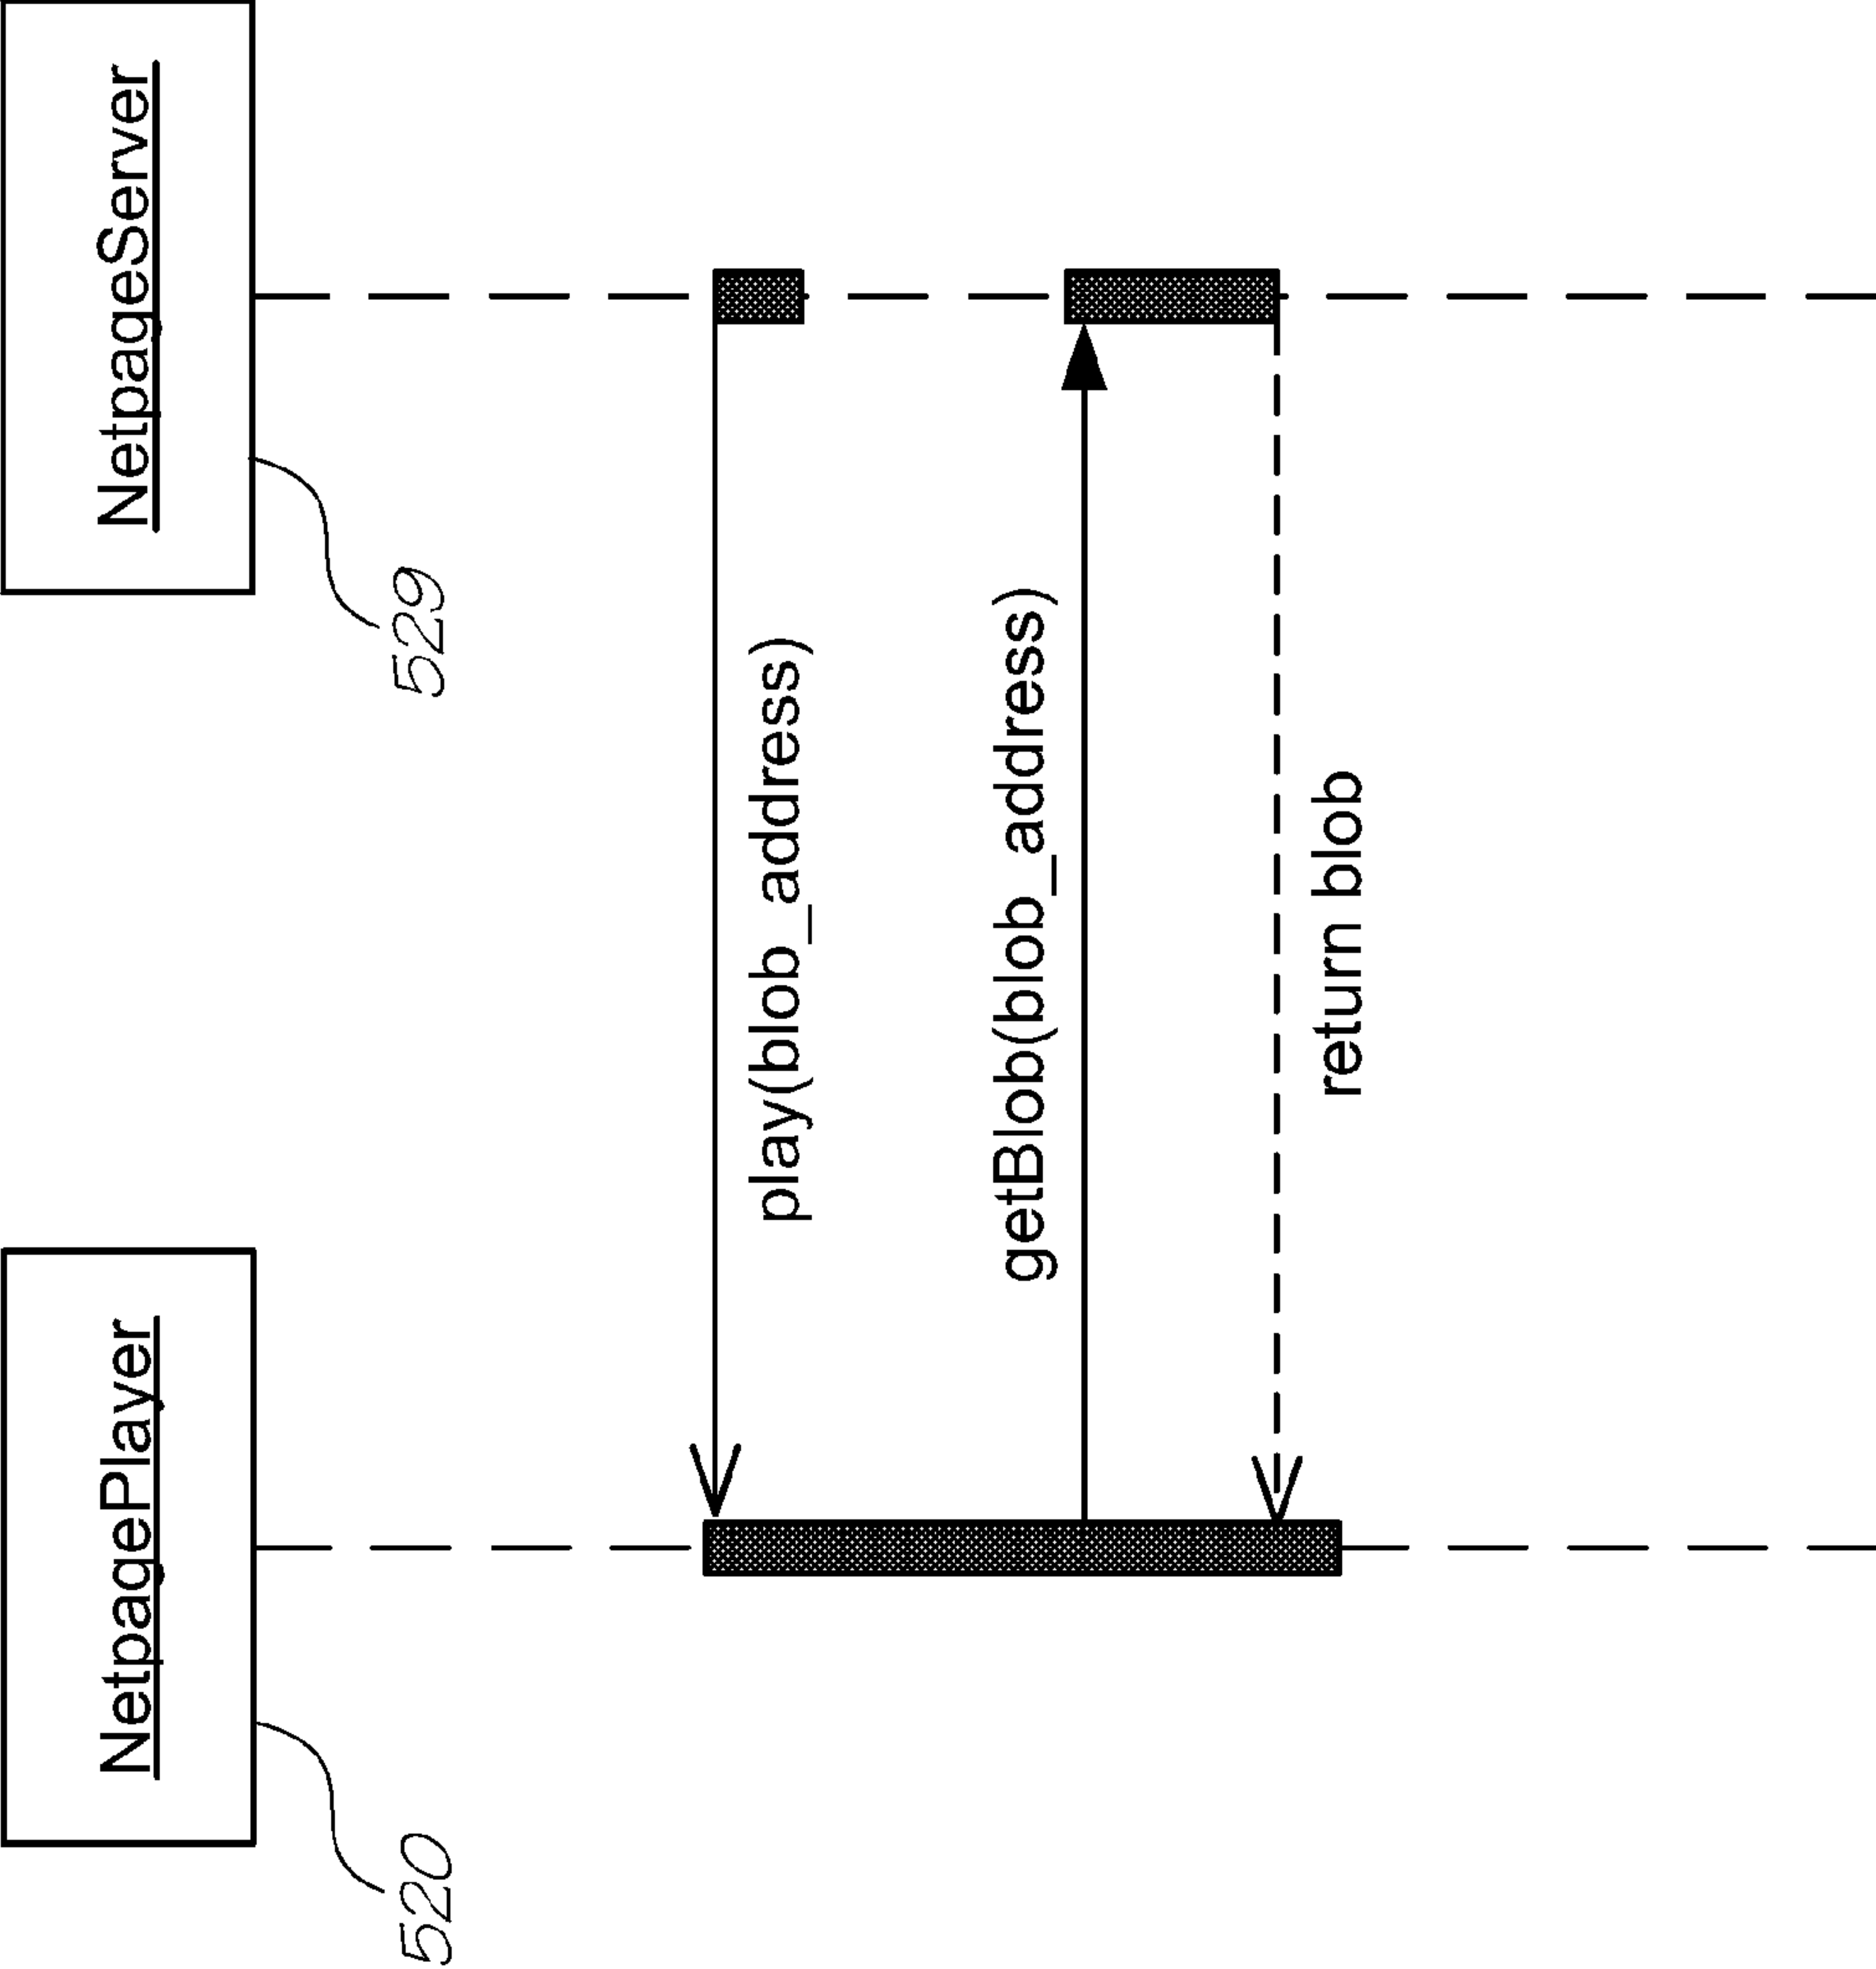 NetpagePlayer
NetpageServer
520
529
play(blob_address)
getBlob(blob_address)
return blob